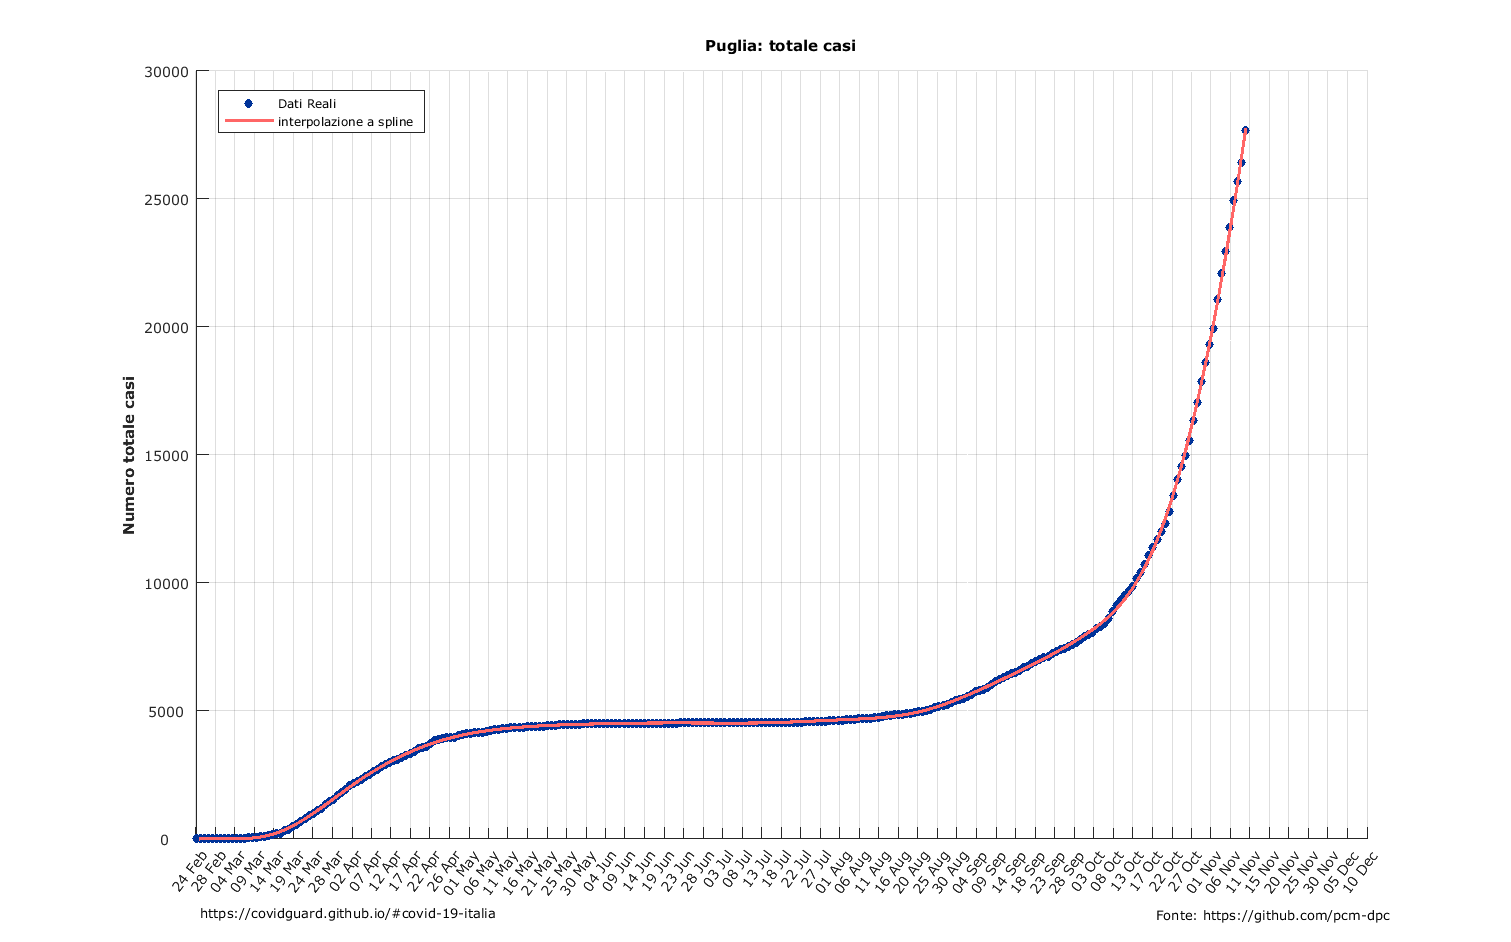 Puglia: totale casi
30000
25000
20000
15000
10000
5000
0
Dati Reali
interpolazione a spline
Numero totale casi
24 Feb
28 Feb
04 Mar
09 Mar
14 Mar
19 Mar
24 Mar
28 Mar
02 Apr
07 Apr
12 Apr
17 Apr
22 Apr
26 Apr
01 May
06 May
11 May
16 May
21 May
25 May
30 May
04 Jun
09 Jun
14 Jun
19 Jun
23 Jun
28 Jun
03 Jul
08 Jul
13 Jul
18 Jul
22 Jul
27 Jul
01 Aug
06 Aug
11 Aug
16 Aug
20 Aug
25 Aug
30 Aug
04 Sep
09 Sep
14 Sep
18 Sep
23 Sep
28 Sep
03 Oct
08 Oct
13 Oct
17 Oct
22 Oct
27 Oct
01 Nov
06 Nov
11 Nov
15 Nov
20 Nov
25 Nov
30 Nov
05 Dec
10 Dec
https://covidguard.github.io/#covid-19-italia
Fonte: https://github.com/pcm-dpc